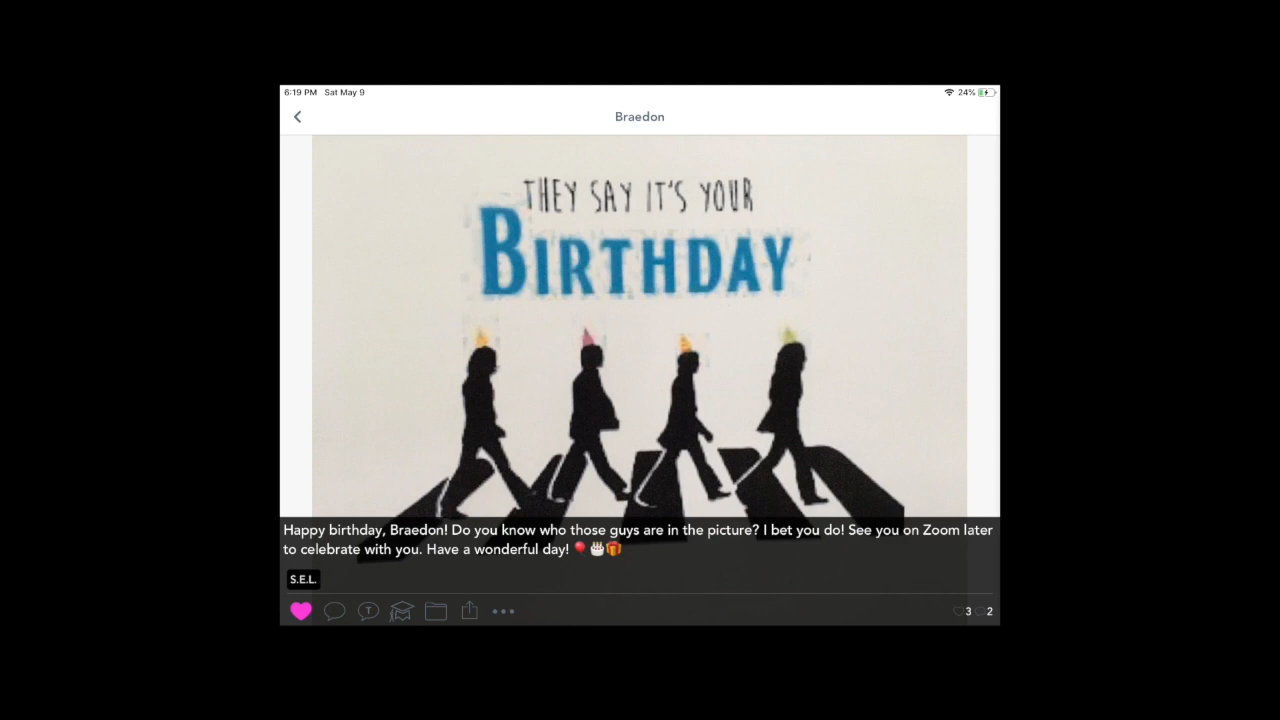 6:19 PM Sat May 9 24%
Braedon
THEY SAY IT'S YOUR
BIRTHDAY
Happy birthday, Braedon! Do you know who those guys are in the picture? I bet you do! See you on Zoom later
to celebrate with you. Have a wonderful day! 🎈🎂🎁
S.E.L.
T
3 2